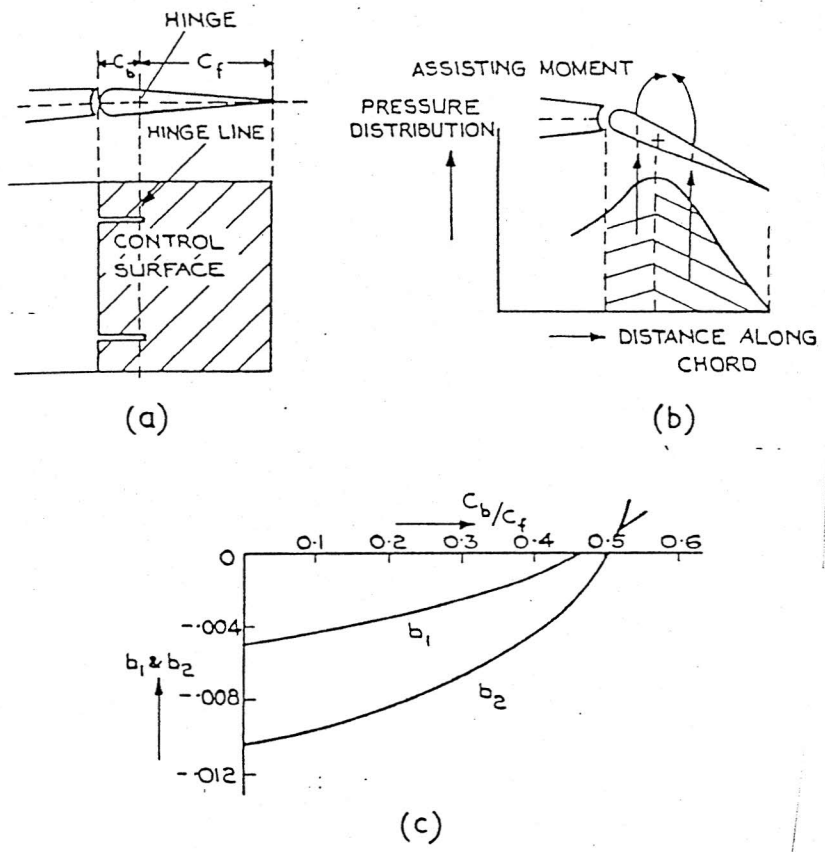 HINGE
C_b C_f
HINGE LINE
CONTROL
SURFACE
(a)
ASSISTING MOMENT
PRESSURE
DISTRIBUTION
DISTANCE ALONG
CHORD
(b)
C_b/C_f
0 0·1 0·2 0·3 0·4 0·5 0·6
-·004
b_1
b_1 & b_2
-·008
b_2
-·012
(c)